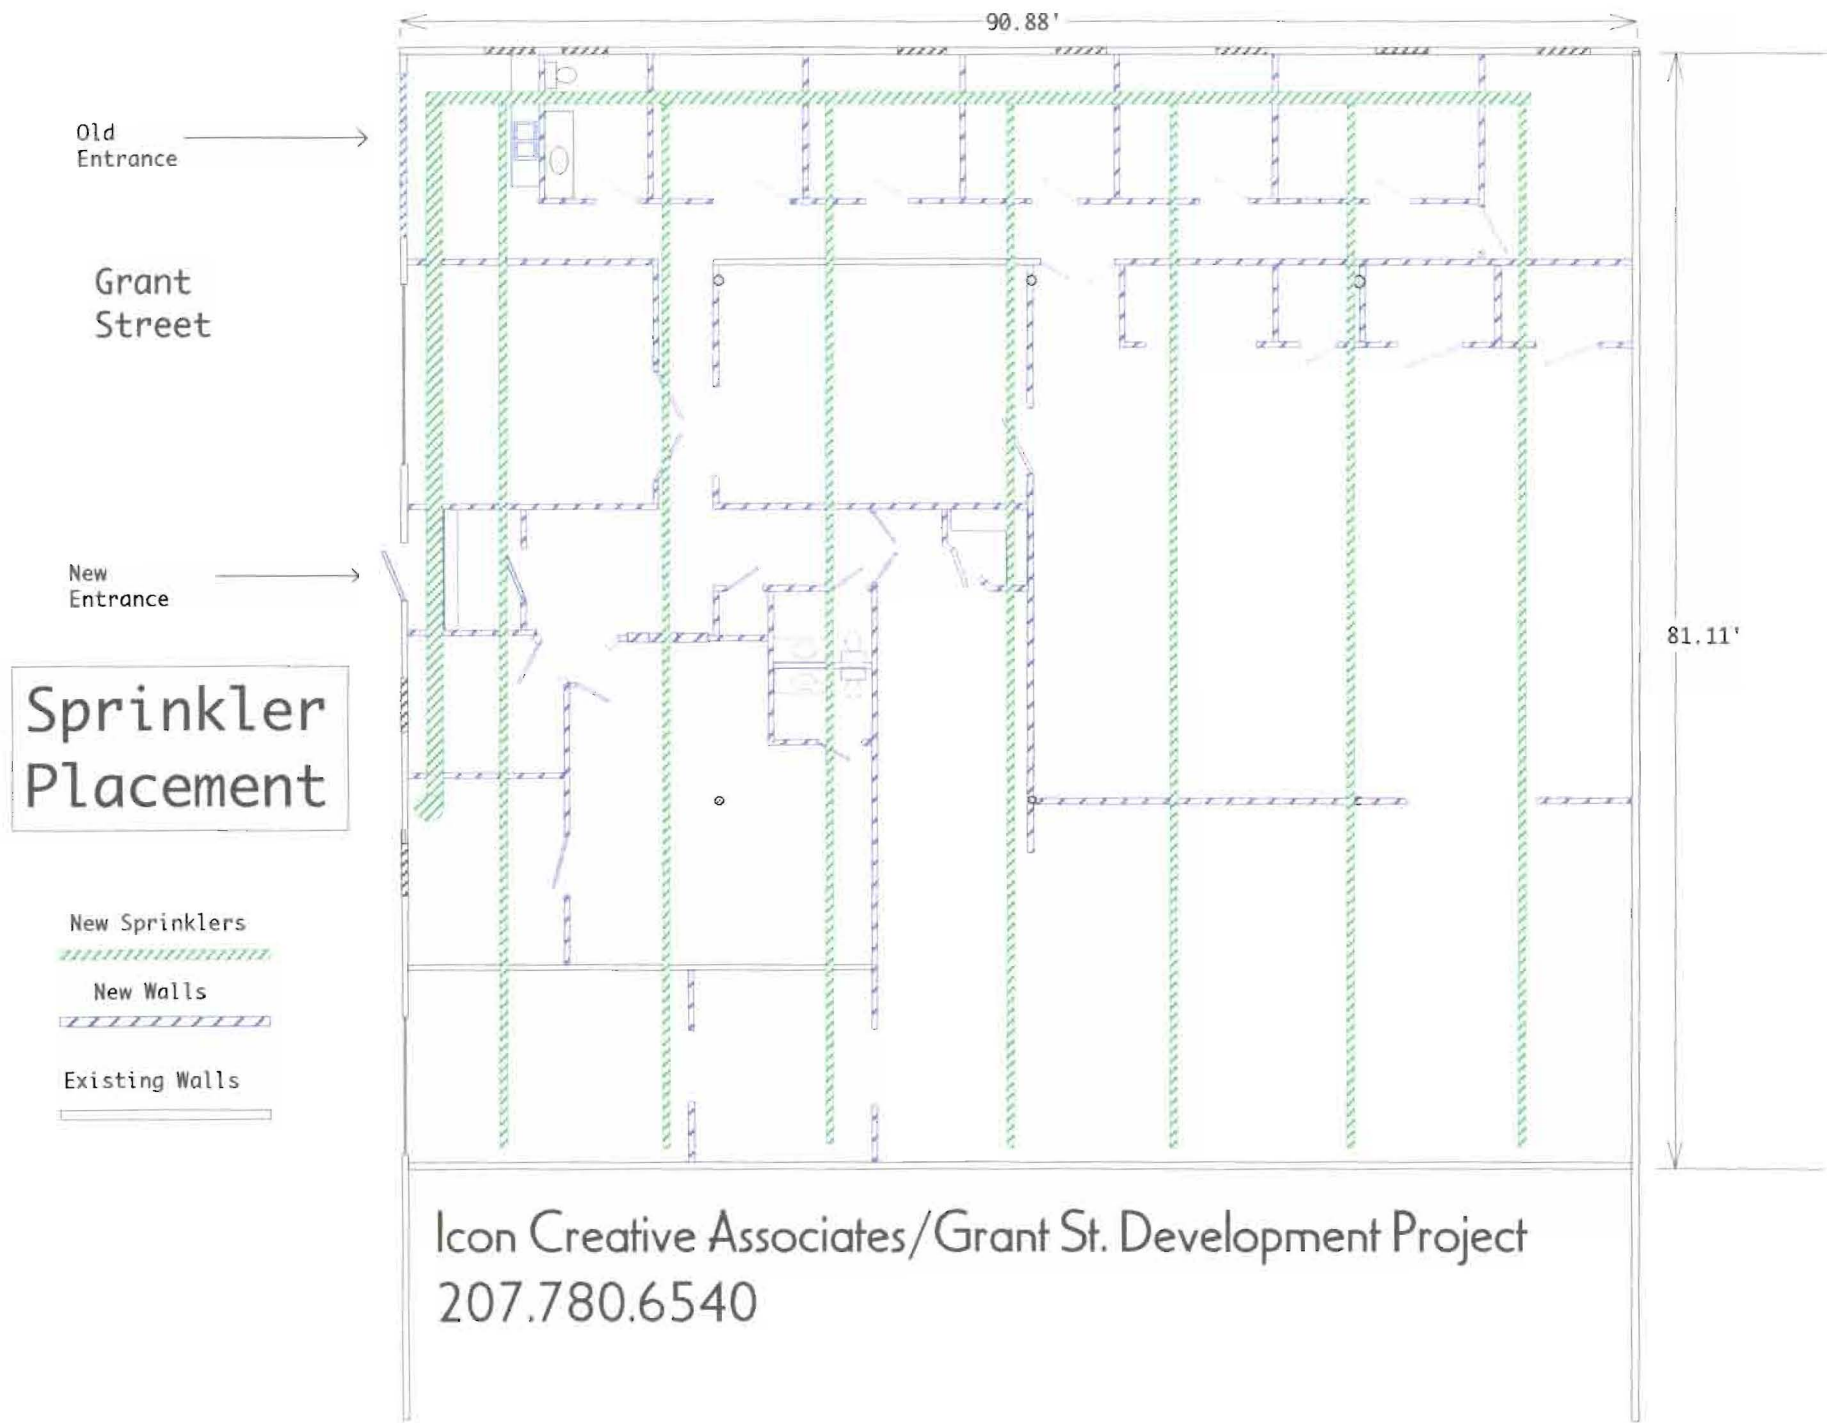 90.88'
Old
Entrance
Grant
Street
New
Entrance
81.11'
Sprinkler
Placement
New Sprinklers
New Walls
Existing Walls
Icon Creative Associates/Grant St. Development Project
207.780.6540